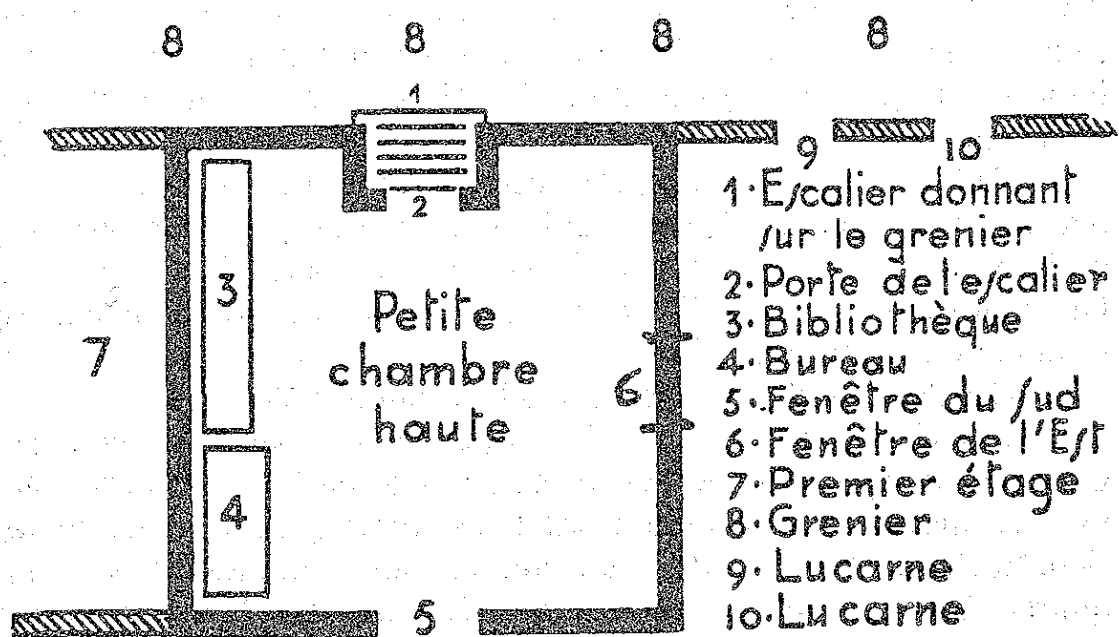 8 8 8 8
1
9 10
2
3
Petite
chambre
haute
7
6
4
5
1. Escalier donnant
sur le grenier
2. Porte de l'escalier
3. Bibliothèque
4. Bureau
5. Fenêtre du sud
6. Fenêtre de l'Est
7. Premier étage
8. Grenier
9. Lucarne
10. Lucarne